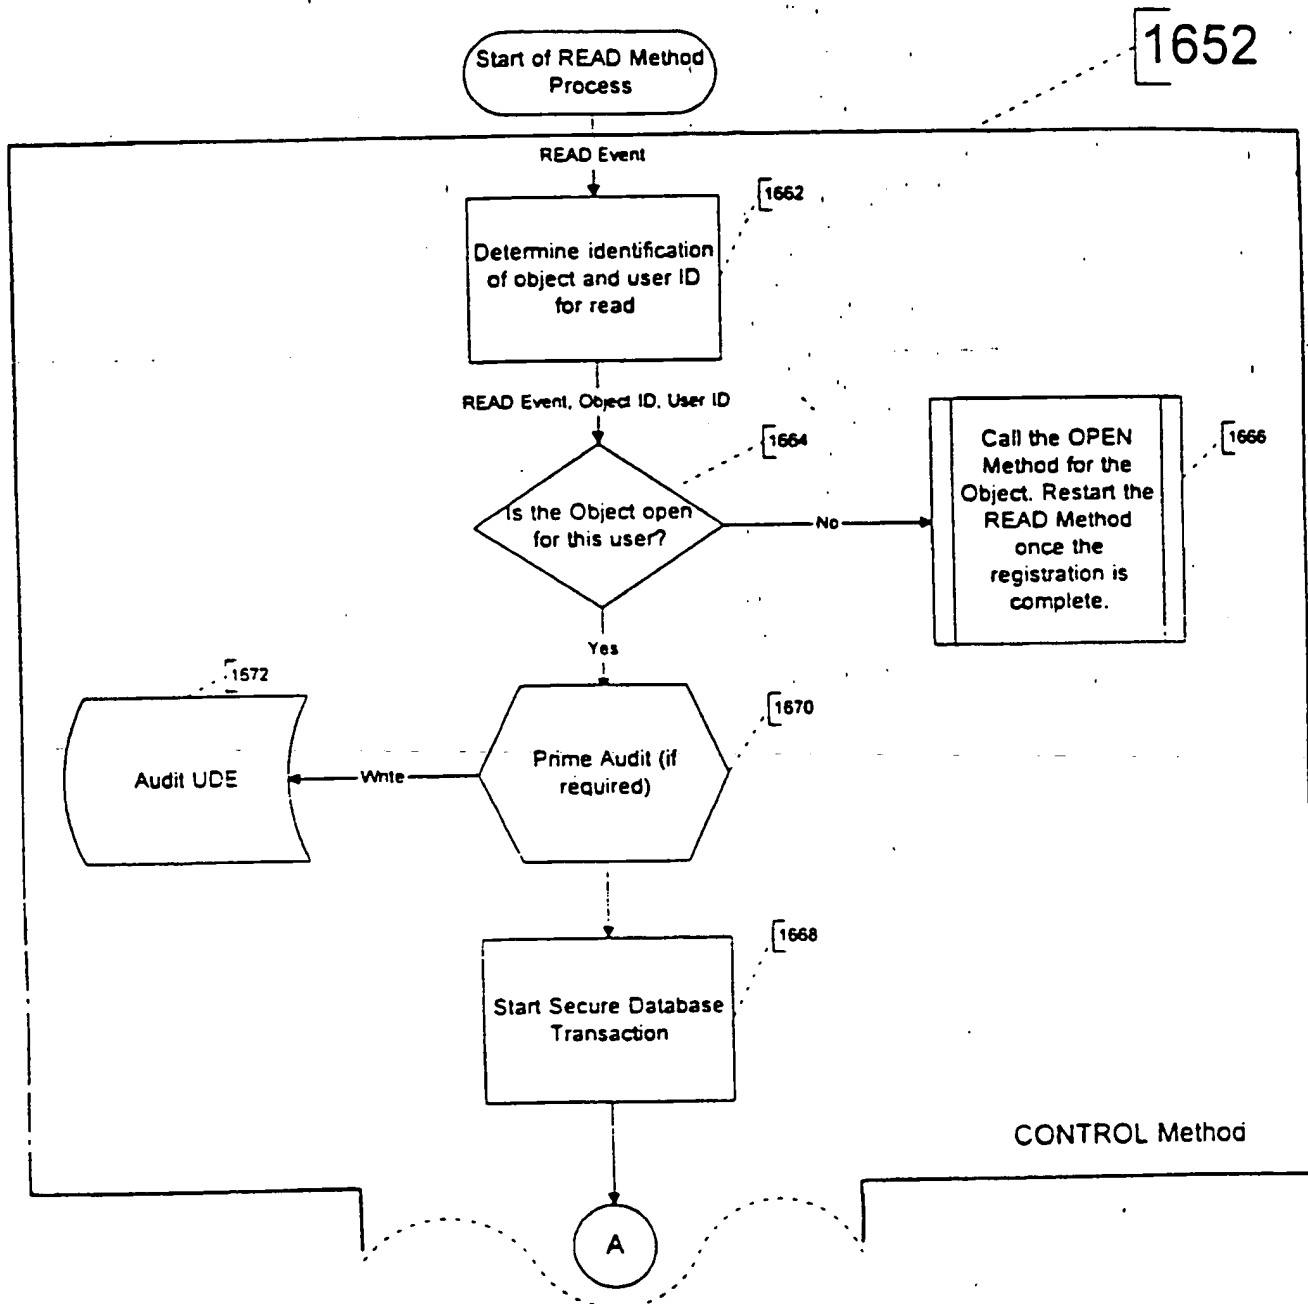 1652
Start of READ Method
Process
READ Event
1662
Determine identification
of object and user ID
for read
READ Event, Object ID, User ID
1664
Is the Object open
for this user?
No
Call the OPEN
Method for the
Object. Restart the
READ Method
once the
registration is
complete.
1666
Yes
1672
Audit UDE
Write
Prime Audit (if
required)
1670
1668
Start Secure Database
Transaction
CONTROL Method
A